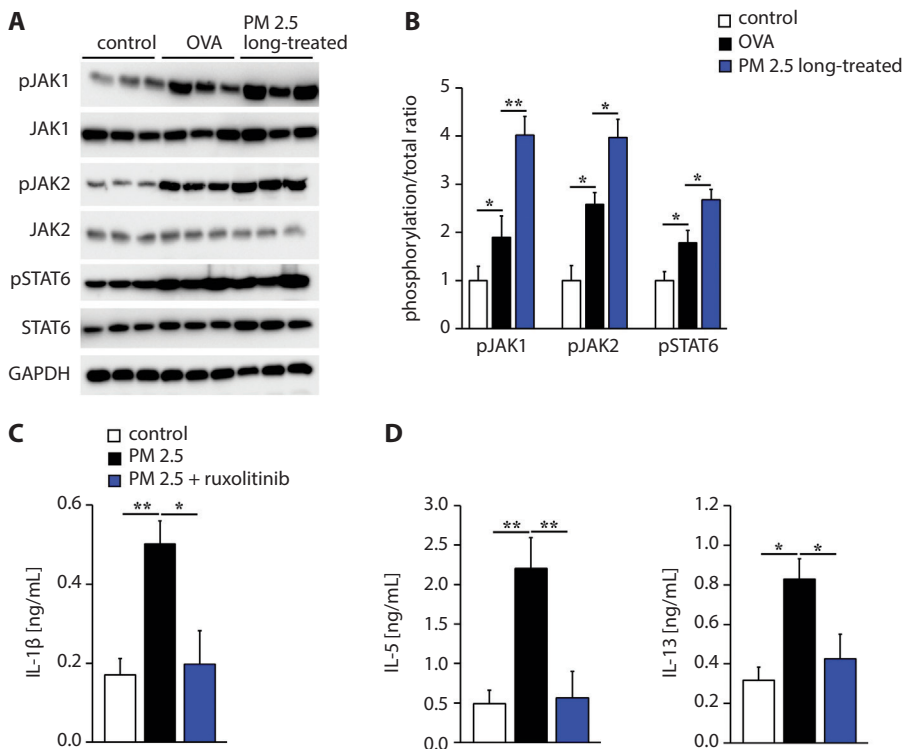 A
control
OVA
PM 2.5
long-treated
pJAK1
JAK1
pJAK2
JAK2
pSTAT6
STAT6
GAPDH
B
control
OVA
PM 2.5 long-treated
phosphorylation/total ratio
5
4
3
2
1
0
* ** * * * *
pJAK1 pJAK2 pSTAT6
C
control
PM 2.5
PM 2.5 + ruxolitinib
IL-1β [ng/mL]
0.6
0.4
0.2
0.0
** *
D
IL-5 [ng/mL]
3.0
2.5
2.0
1.5
1.0
0.5
0.0
** **
IL-13 [ng/mL]
1.2
1.0
0.8
0.6
0.4
0.2
0.0
* *